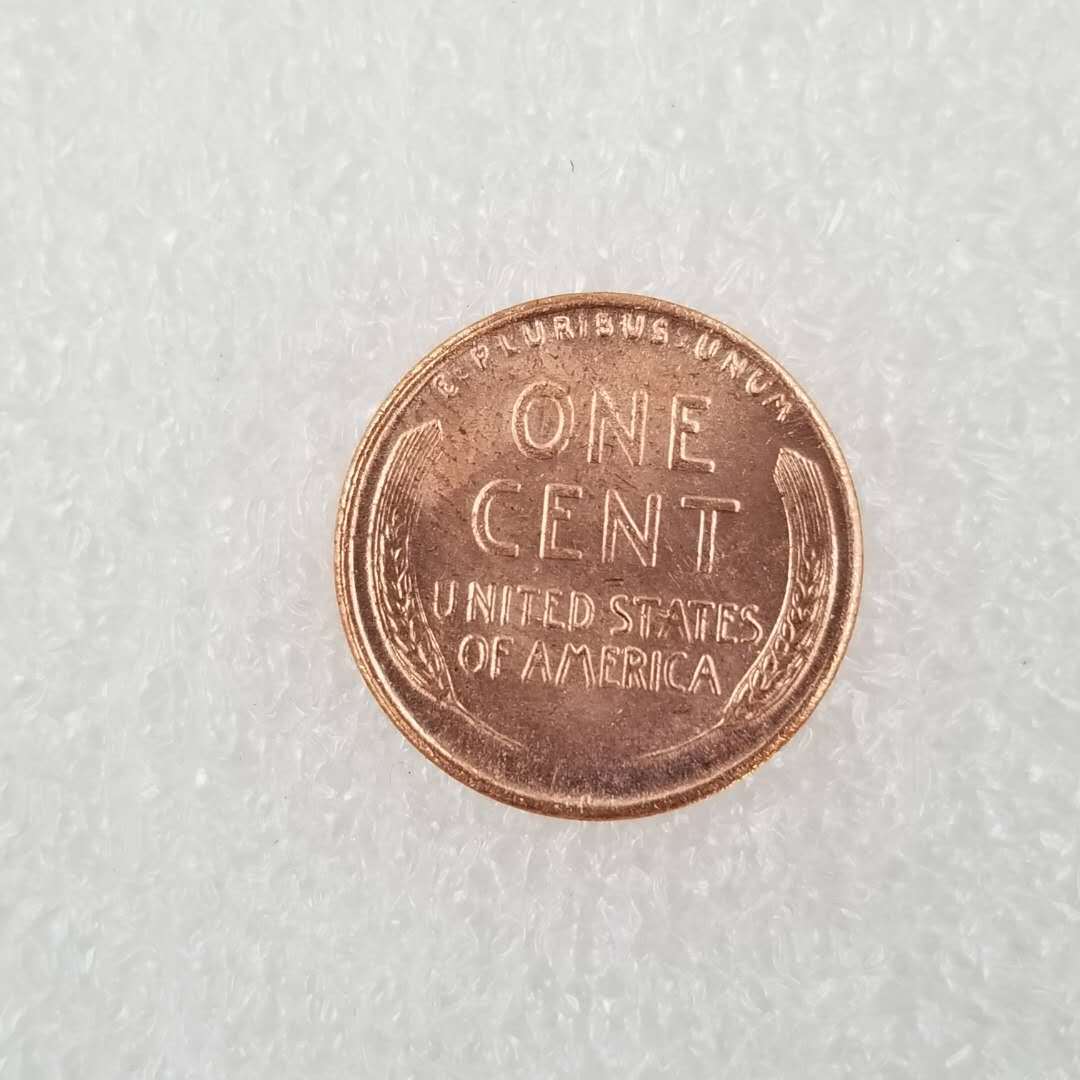 E·PLURIBUS·UNUM
ONE
CENT
UNITED STATES
OF AMERICA